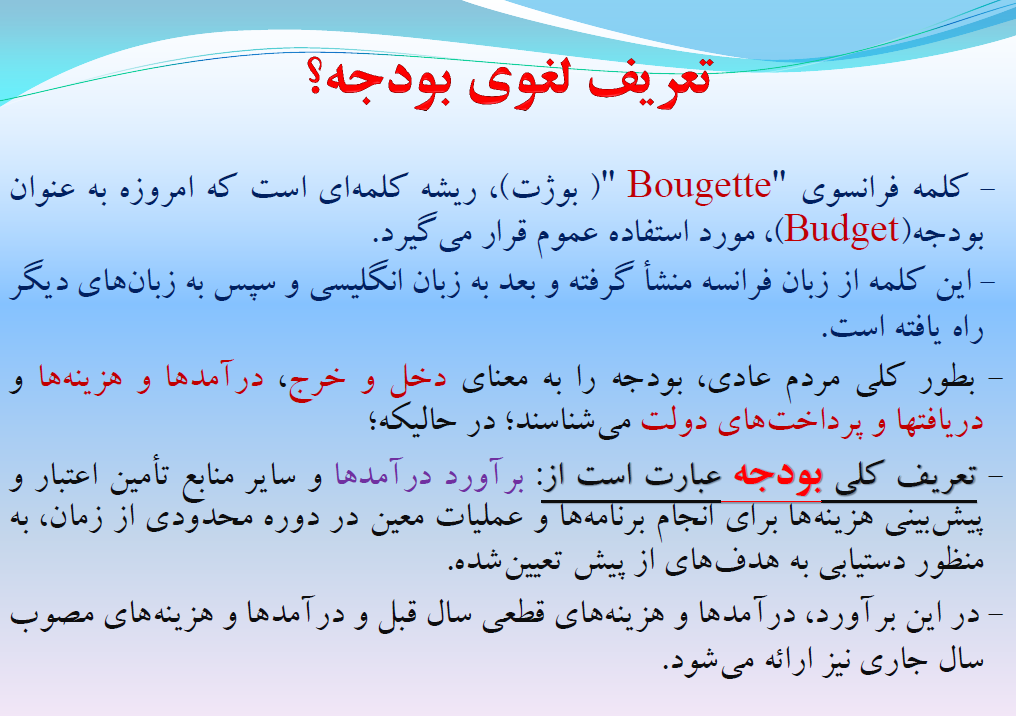 تعریف لغوی بودجه؟
– کلمه فرانسوی "Bougette "( بوژت)، ریشه کلمه‌ای است که امروزه به عنوان
بودجه(Budget)، مورد استفاده عموم قرار می‌گیرد.
– این کلمه از زبان فرانسه منشأ گرفته و بعد به زبان انگلیسی و سپس به زبان‌های دیگر
راه یافته است.
– بطور کلی مردم عادی، بودجه را به معنای دخل و خرج، درآمدها و هزینه‌ها و
دریافتها و پرداخت‌های دولت می‌شناسند؛ در حالیکه؛
– تعریف کلی بودجه عبارت است از: برآورد درآمدها و سایر منابع تأمین اعتبار و
پیش‌بینی هزینه‌ها برای انجام برنامه‌ها و عملیات معین در دوره محدودی از زمان، به
منظور دستیابی به هدف‌های از پیش تعیین‌شده.
– در این برآورد، درآمدها و هزینه‌های قطعی سال قبل و درآمدها و هزینه‌های مصوب
سال جاری نیز ارائه می‌شود.